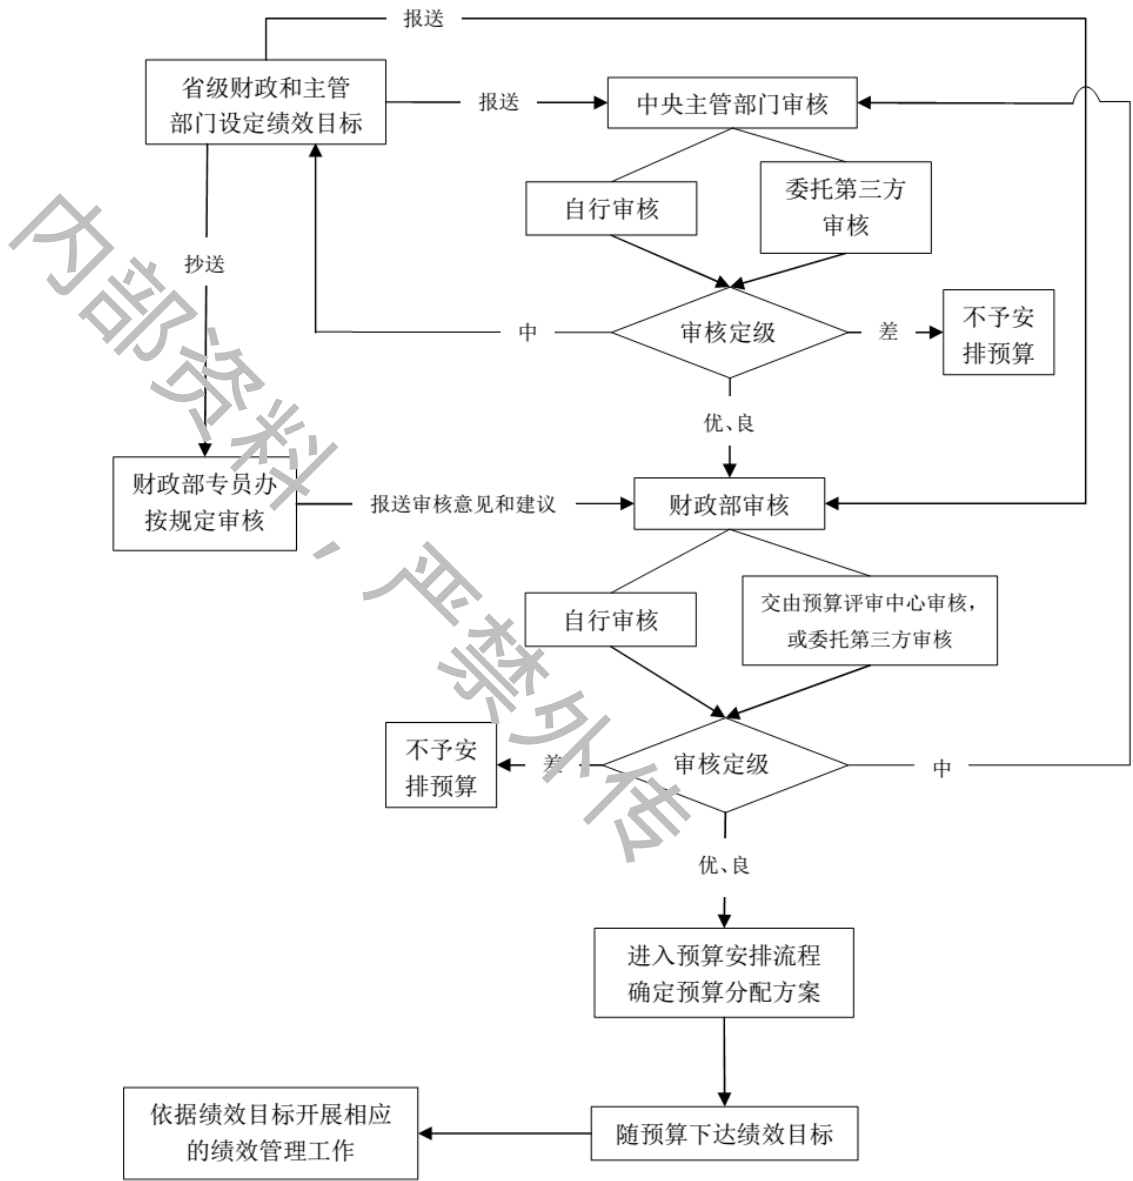 报送
省级财政和主管
部门设定绩效目标
报送
中央主管部门审核
自行审核
委托第三方
审核
抄送
中
审核定级
差
不予安
排预算
优、良
财政部专员办
按规定审核
报送审核意见和建议
财政部审核
自行审核
交由预算评审中心审核，
或委托第三方审核
不予安
排预算
差
审核定级
中
优、良
进入预算安排流程
确定预算分配方案
依据绩效目标开展相应
的绩效管理工作
随预算下达绩效目标
内部资料，严禁外传